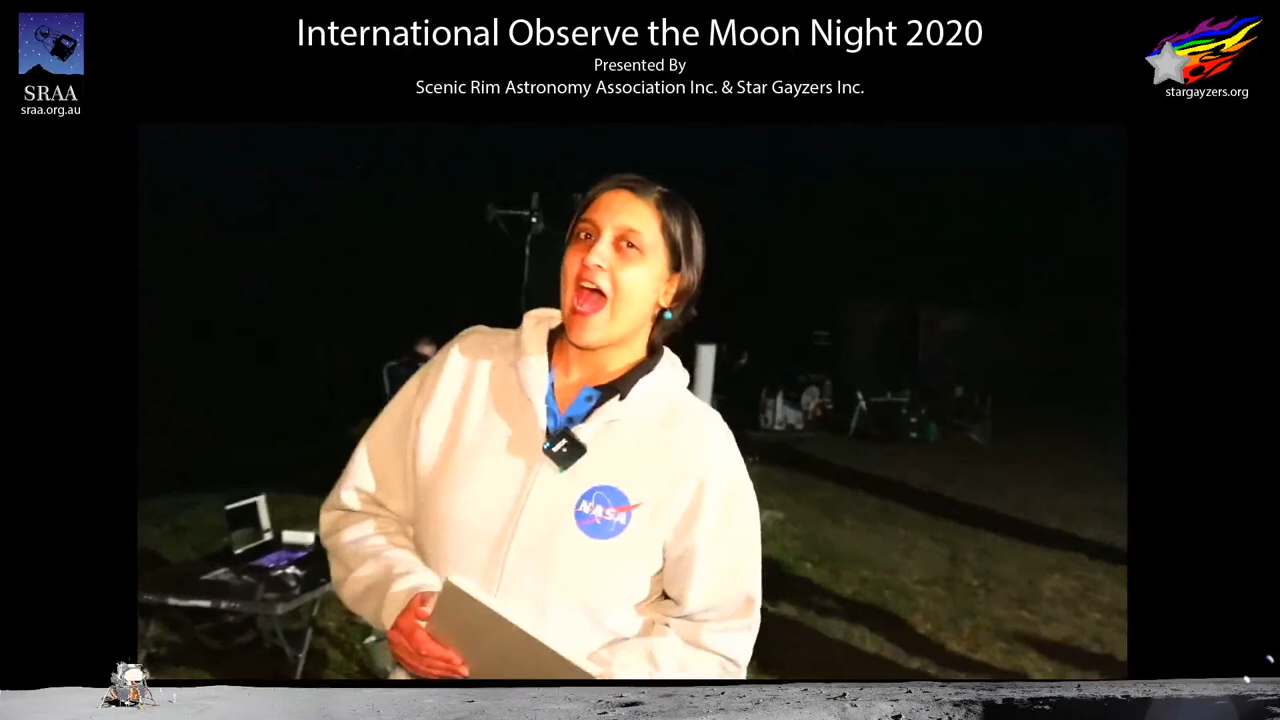 International Observe the Moon Night 2020
Presented By
Scenic Rim Astronomy Association Inc. & Star Gayzers Inc.
SRAA
sraa.org.au
stargayzers.org
NASA